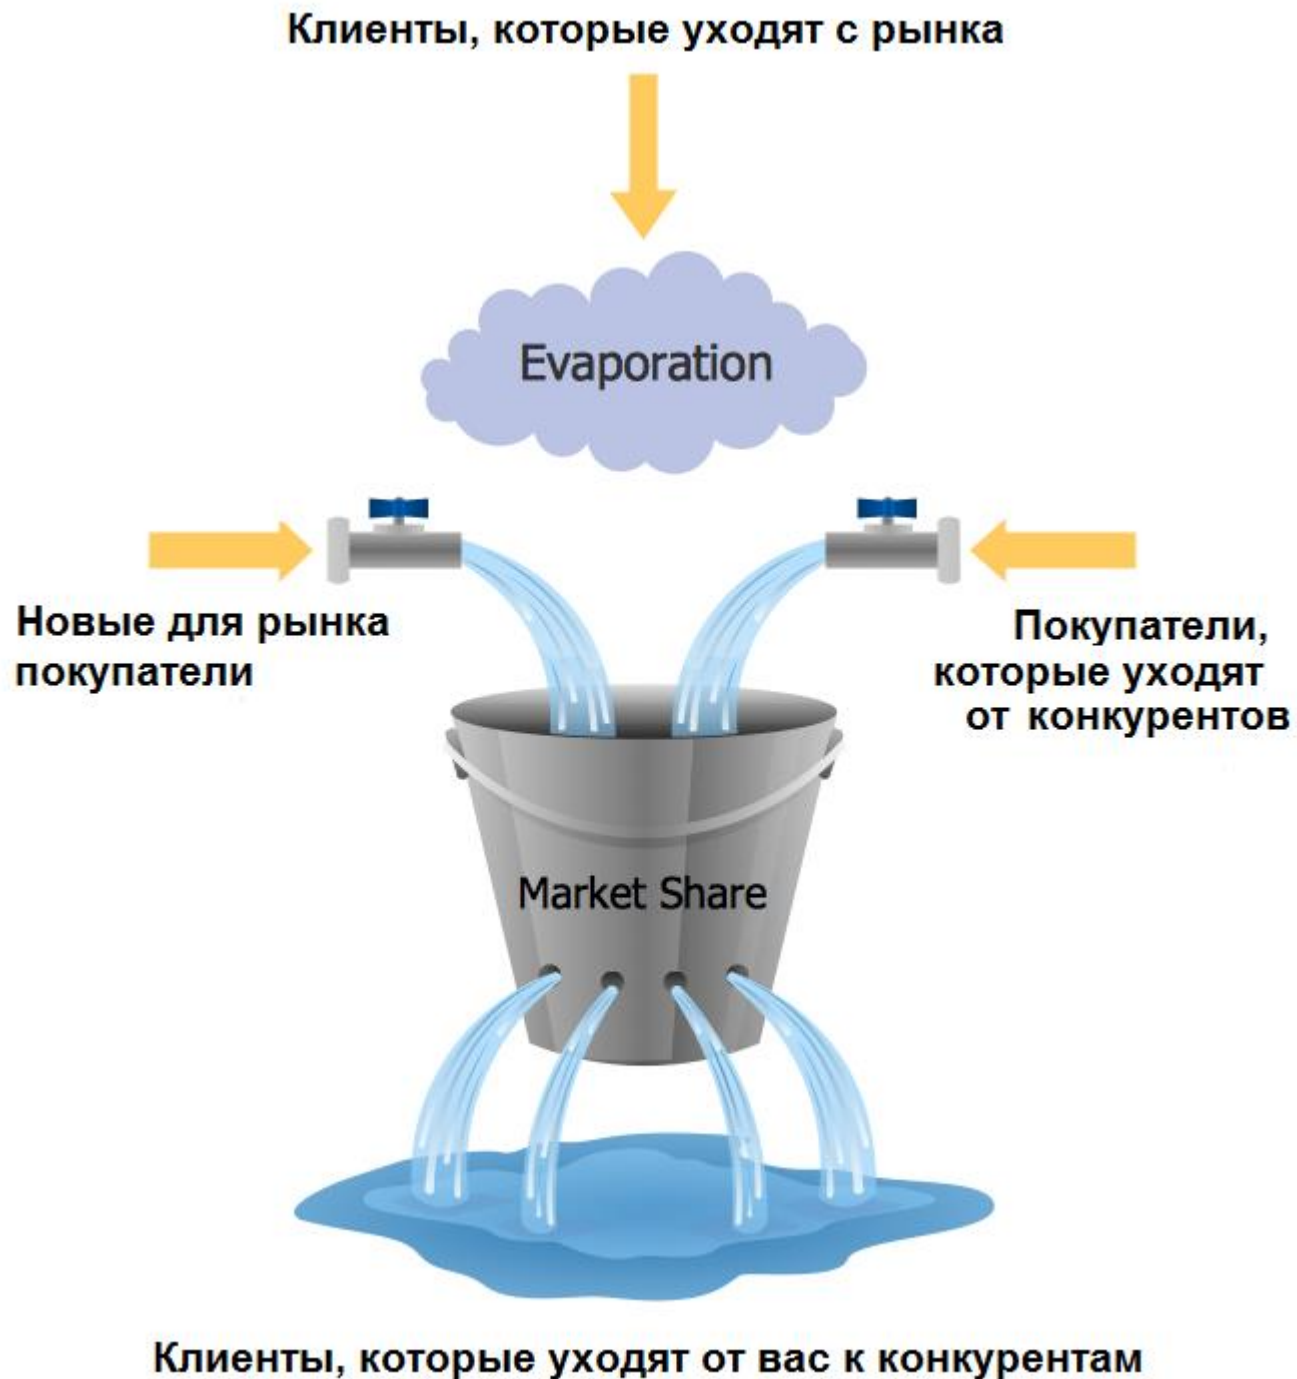 Клиенты, которые уходят с рынка
Evaporation
Новые для рынка
покупатели
Покупатели,
которые уходят
от конкурентов
Market Share
Клиенты, которые уходят от вас к конкурентам